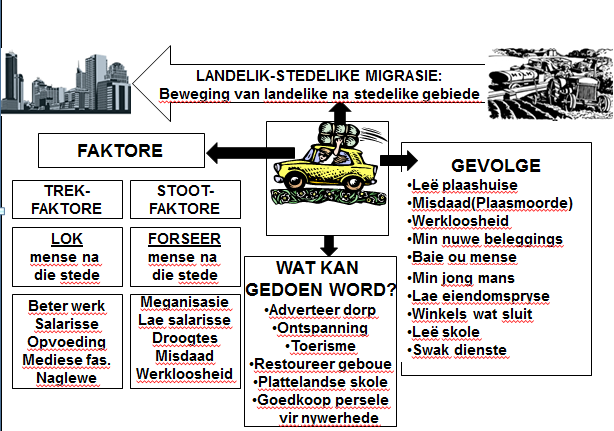 LANDELIK-STEDELIKE MIGRASIE:
Beweging van landelike na stedelike gebiede
FAKTORE
TREK-
FAKTORE
STOOT-
FAKTORE
LOK
mense na
die stede
FORSEER
mense na
die stede
Beter werk
Salarisse
Opvoeding
Mediese fas.
Naglewe
Meganisasie
Lae salarisse
Droogtes
Misdaad
Werkloosheid
WAT KAN
GEDOEN WORD?
•Adverteer dorp
•Ontspanning
•Toerisme
•Restoureer geboue
•Plattelandse skole
•Goedkoop persele
vir nywerhede
GEVOLGE
•Leë plaashuise
•Misdaad(Plaasmoorde)
•Werkloosheid
•Min nuwe beleggings
•Baie ou mense
•Min jong mans
•Lae eiendomspryse
•Winkels wat sluit
•Leë skole
•Swak dienste